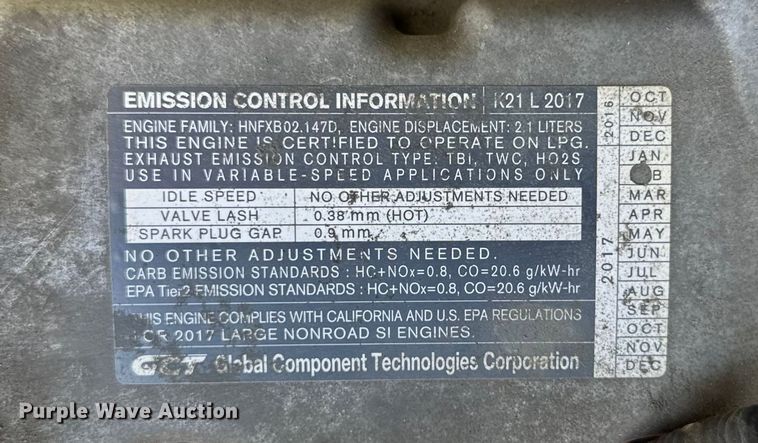 EMISSION CONTROL INFORMATION K21 L 2017
ENGINE FAMILY: HNFXB02.147D, ENGINE DISPLACEMENT: 2.1 LITERS
THIS ENGINE IS CERTIFIED TO OPERATE ON LPG.
EXHAUST EMISSION CONTROL TYPE: TBI, TWC, HO2S
USE IN VARIABLE-SPEED APPLICATIONS ONLY
IDLE SPEED NO OTHER ADJUSTMENTS NEEDED
VALVE LASH 0.38 mm (HOT)
SPARK PLUG GAP 0.9 mm
NO OTHER ADJUSTMENTS NEEDED.
CARB EMISSION STANDARDS : HC+NOx=0.8, CO=20.6 g/kW-hr
EPA Tier2 EMISSION STANDARDS : HC+NOx=0.8, CO=20.6 g/kW-hr
THIS ENGINE COMPLIES WITH CALIFORNIA AND U.S. EPA REGULATIONS
FOR 2017 LARGE NONROAD SI ENGINES.
GCT Global Component Technologies Corporation
2016
OCT
NOV
DEC
2017
JAN
MAR
APR
MAY
JUN
JUL
AUG
SEP
OCT
NOV
DEC
Purple Wave Auction